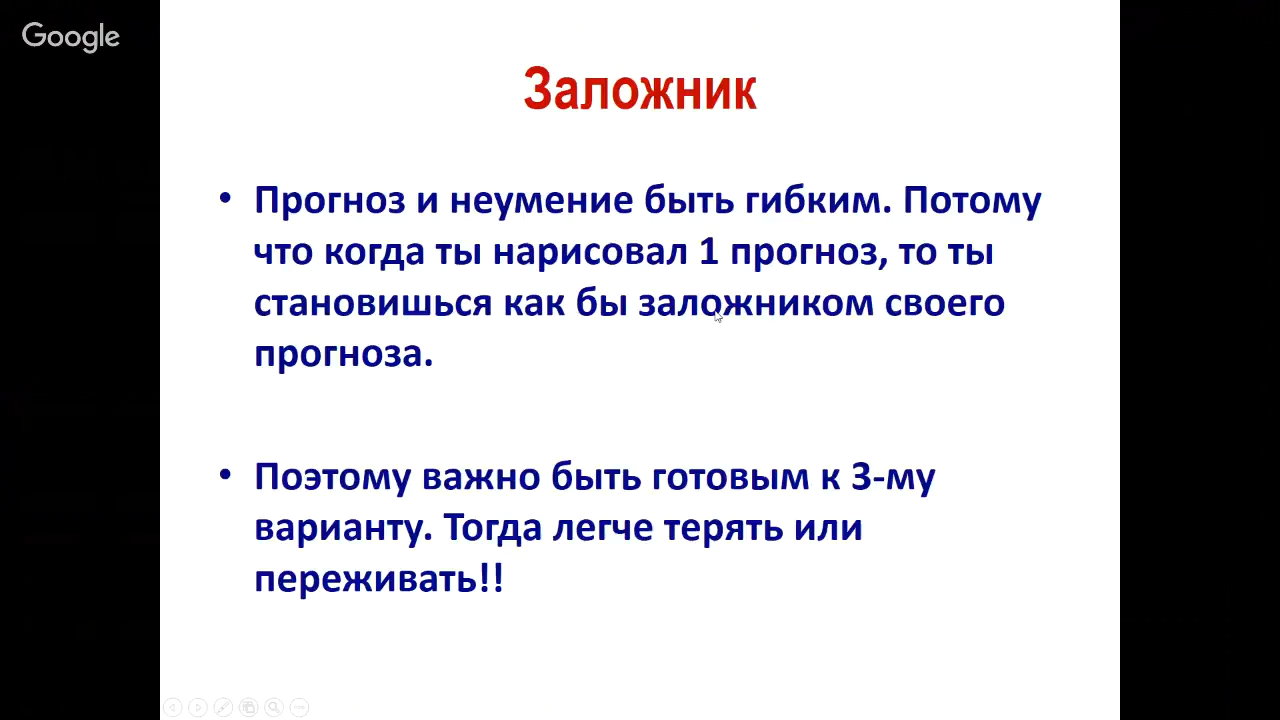 Google
Заложник
• Прогноз и неумение быть гибким. Потому
что когда ты нарисовал 1 прогноз, то ты
становишься как бы заложником своего
прогноза.
• Поэтому важно быть готовым к 3-му
варианту. Тогда легче терять или
переживать!!